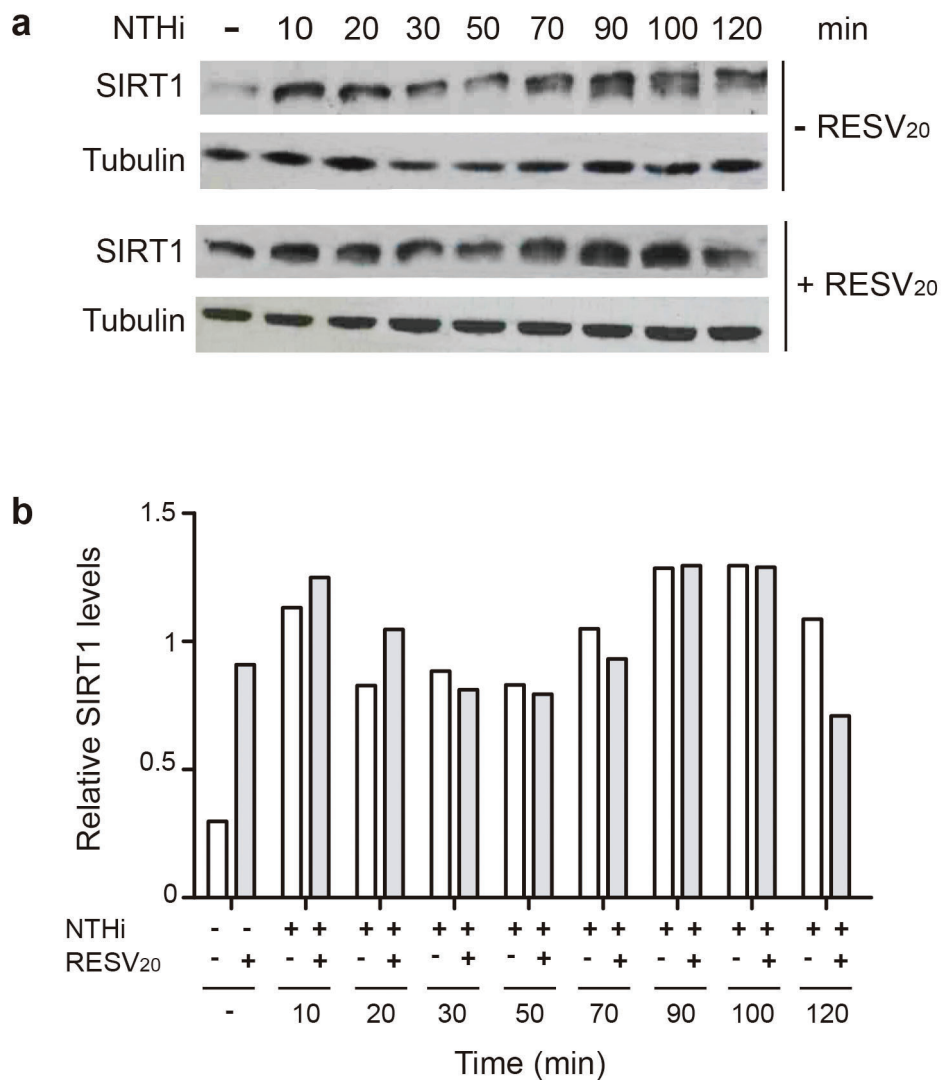 a
NTHi - 10 20 30 50 70 90 100 120 min
SIRT1
- RESV20
Tubulin
SIRT1
+ RESV20
Tubulin
b
Relative SIRT1 levels
1.5
1
0.5
0
NTHi - - + + + + + + + + + + + + + + + +
RESV20 - + - + - + - + - + - + - + - + - +
- 10 20 30 50 70 90 100 120
Time (min)